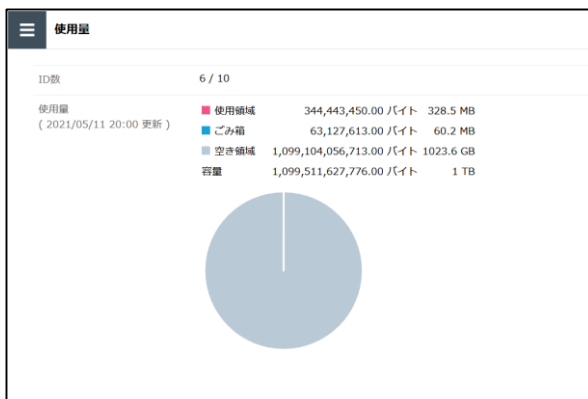 使用量
ID数 6 / 10
使用量
( 2021/05/11 20:00 更新 )
使用領域 344,443,450.00 バイト 328.5 MB
ごみ箱 63,127,613.00 バイト 60.2 MB
空き領域 1,099,104,056,713.00 バイト 1023.6 GB
容量 1,099,511,627,776.00 バイト 1 TB